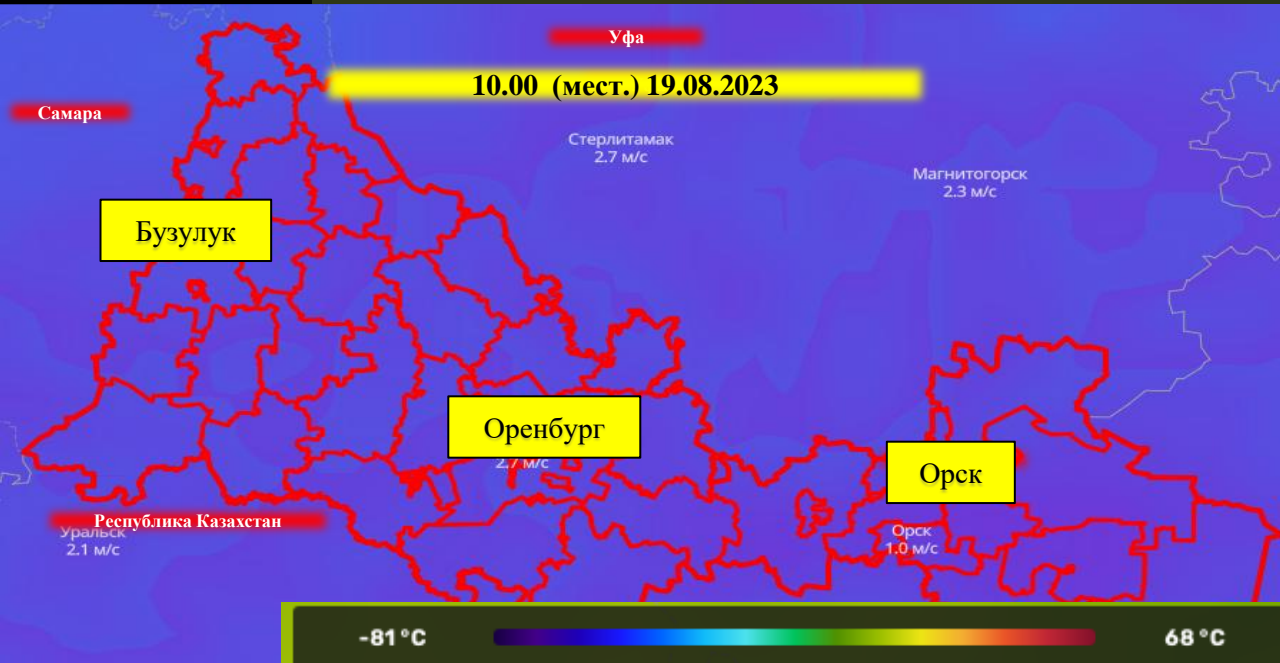 Уфа
10.00 (мест.) 19.08.2023
Самара
Стерлитамак
2.7 м/с
Магнитогорск
2.3 м/с
Бузулук
Оренбург
2.7 м/с
Орск
Республика Казахстан
Уральск
2.1 м/с
Орск
1.0 м/с
-81°C
68°C